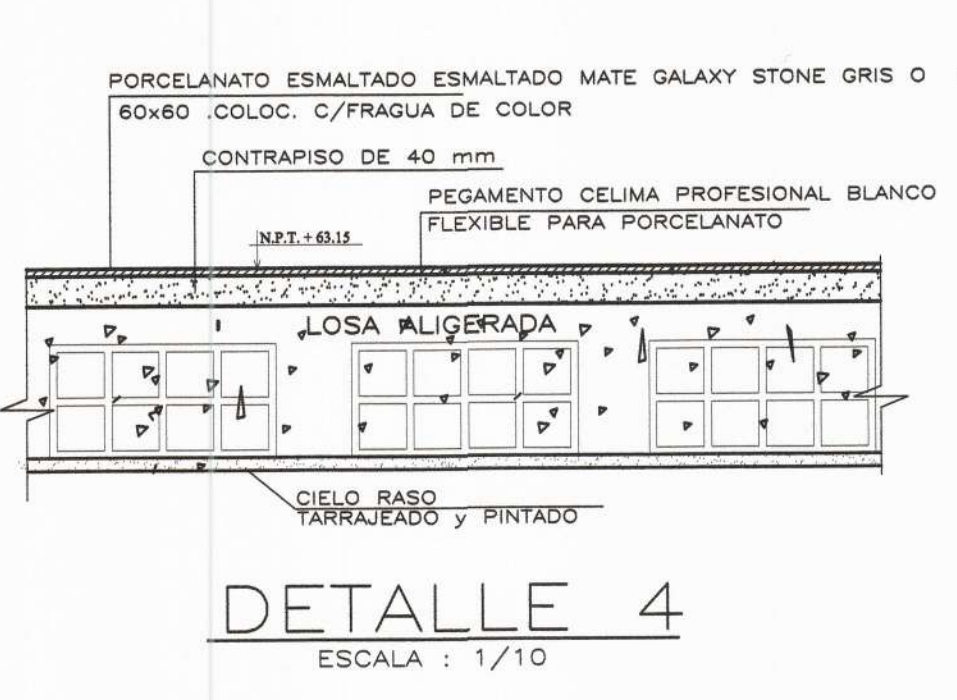 PORCELANATO ESMALTADO ESMALTADO MATE GALAXY STONE GRIS O
60x60 .COLOC. C/FRAGUA DE COLOR
CONTRAPISO DE 40 mm
PEGAMENTO CELIMA PROFESIONAL BLANCO
FLEXIBLE PARA PORCELANATO
N.P.T. + 63.15
LOSA ALIGERADA
CIELO RASO
TARRAJEADO y PINTADO
DETALLE 4
ESCALA : 1/10